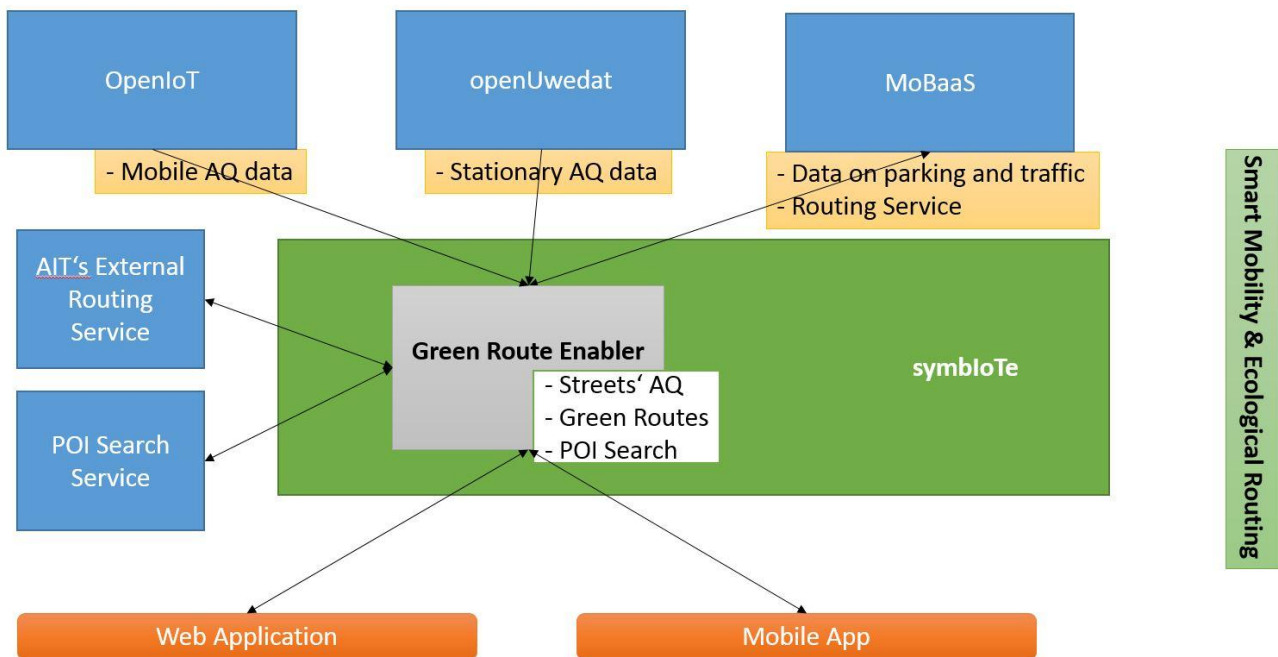 OpenIoT
openUwedat
MoBaaS
- Mobile AQ data
- Stationary AQ data
- Data on parking and traffic
- Routing Service
AIT‘s External
Routing
Service
POI Search
Service
Green Route Enabler
- Streets‘ AQ
- Green Routes
- POI Search
symbIoTe
Smart Mobility & Ecological Routing
Web Application
Mobile App